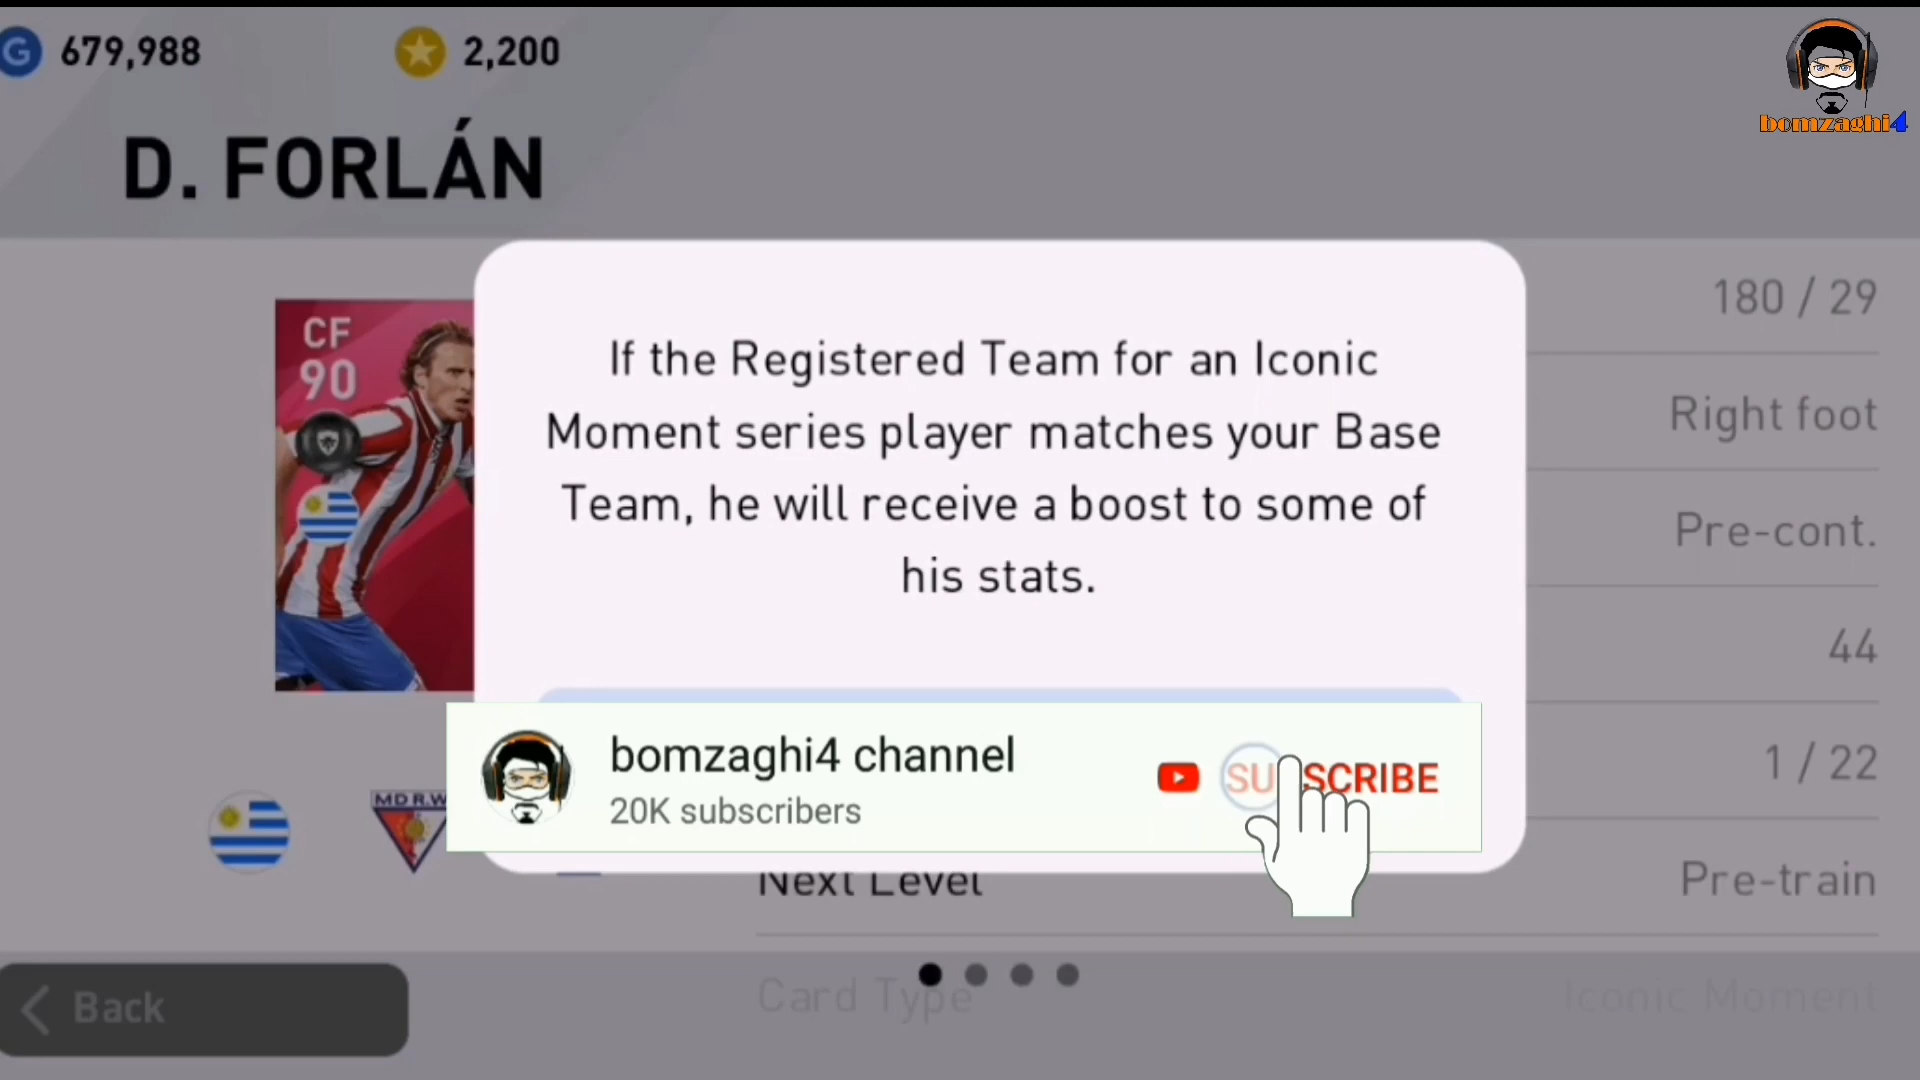 G 679,988
2,200
bomzaghi4
D. FORLÁN
CF
90
180 / 29
Right foot
Pre-cont.
44
1 / 22
If the Registered Team for an Iconic
Moment series player matches your Base
Team, he will receive a boost to some of
his stats.
bomzaghi4 channel
20K subscribers
SUSCRIBE
MD R.W
Next Level
Pre-train
Card Type
Iconic Moment
Back